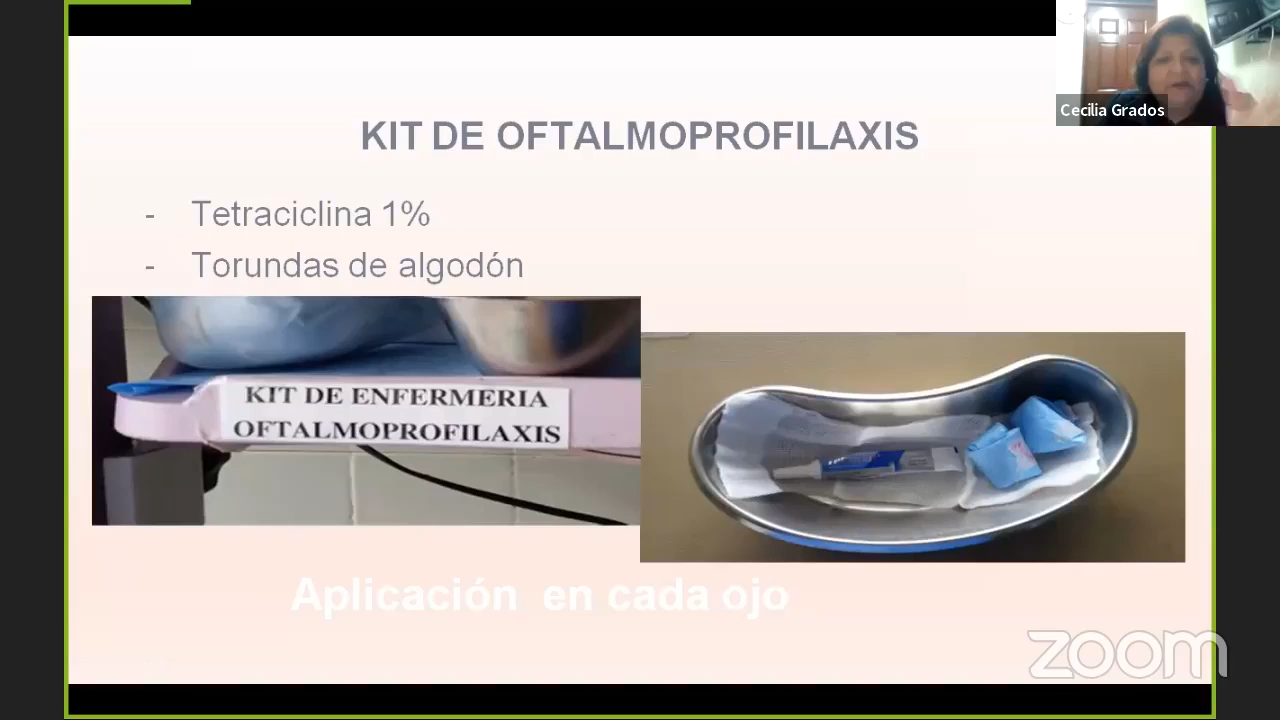 Cecilia Grados
KIT DE OFTALMOPROFILAXIS
- Tetraciclina 1%
- Torundas de algodón
KIT DE ENFERMERIA
OFTALMOPROFILAXIS
Aplicación en cada ojo
zoom